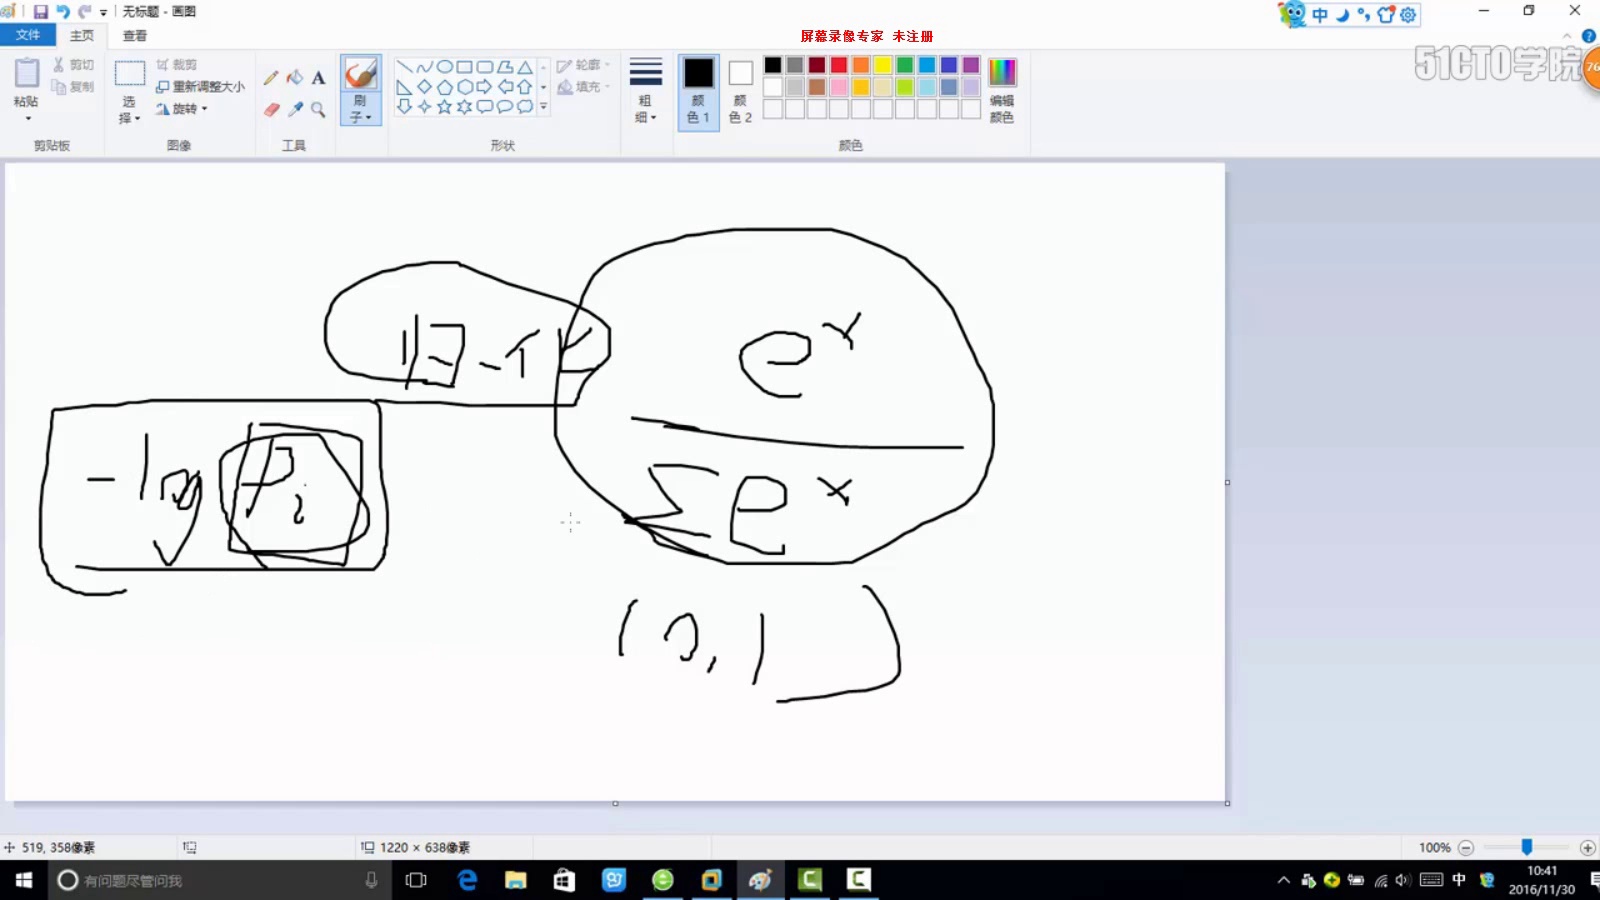 无标题 - 画图
中
文件 主页 查看
屏幕录像专家 未注册
51CTO学院
76
粘贴 剪切 复制
选择 裁剪 重新调整大小 旋转
A
刷子
轮廓 填充
粗细
颜色 1
颜色 2
编辑颜色
剪贴板 图像 工具 形状 颜色
e^x
-log P_i
Σ e^x
(0,1)
519, 358像素
1220 × 638像素
100%
有问题尽管问我
中
10:41
2016/11/30